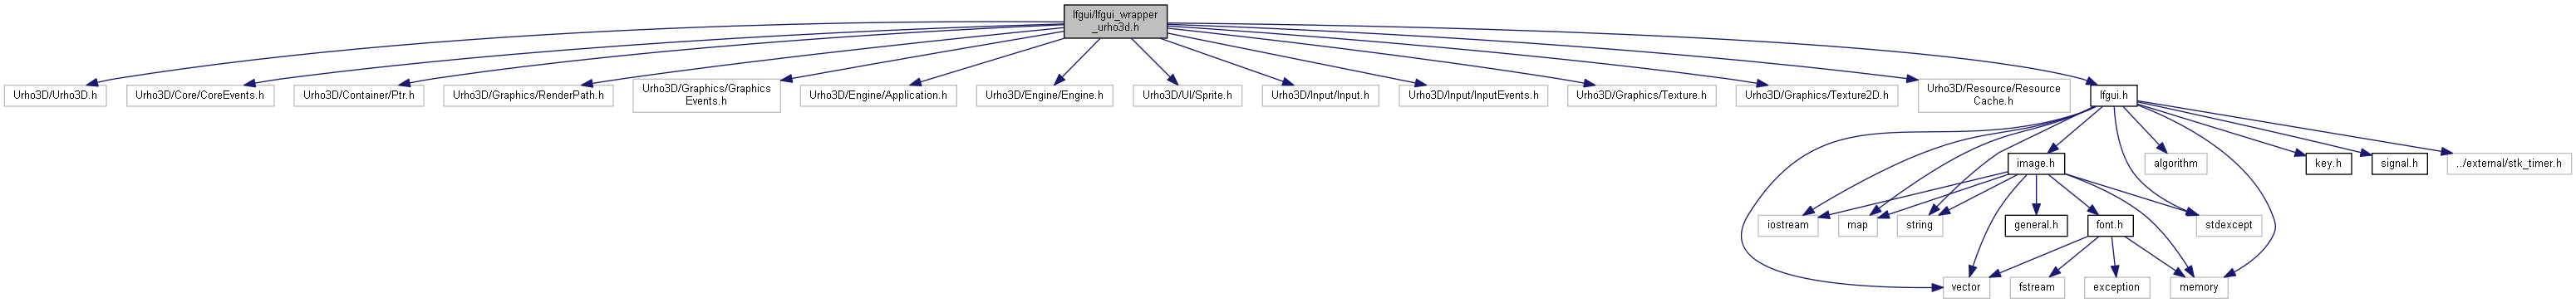 lfgui/lfgui_wrapper
_urho3d.h
Urho3D/Urho3D.h
Urho3D/Core/CoreEvents.h
Urho3D/Container/Ptr.h
Urho3D/Graphics/RenderPath.h
Urho3D/Graphics/Graphics
Events.h
Urho3D/Engine/Application.h
Urho3D/Engine/Engine.h
Urho3D/UI/Sprite.h
Urho3D/Input/Input.h
Urho3D/Input/InputEvents.h
Urho3D/Graphics/Texture.h
Urho3D/Graphics/Texture2D.h
Urho3D/Resource/Resource
Cache.h
lfgui.h
image.h
algorithm
key.h
signal.h
../external/stk_timer.h
iostream
map
string
general.h
font.h
stdexcept
vector
fstream
exception
memory